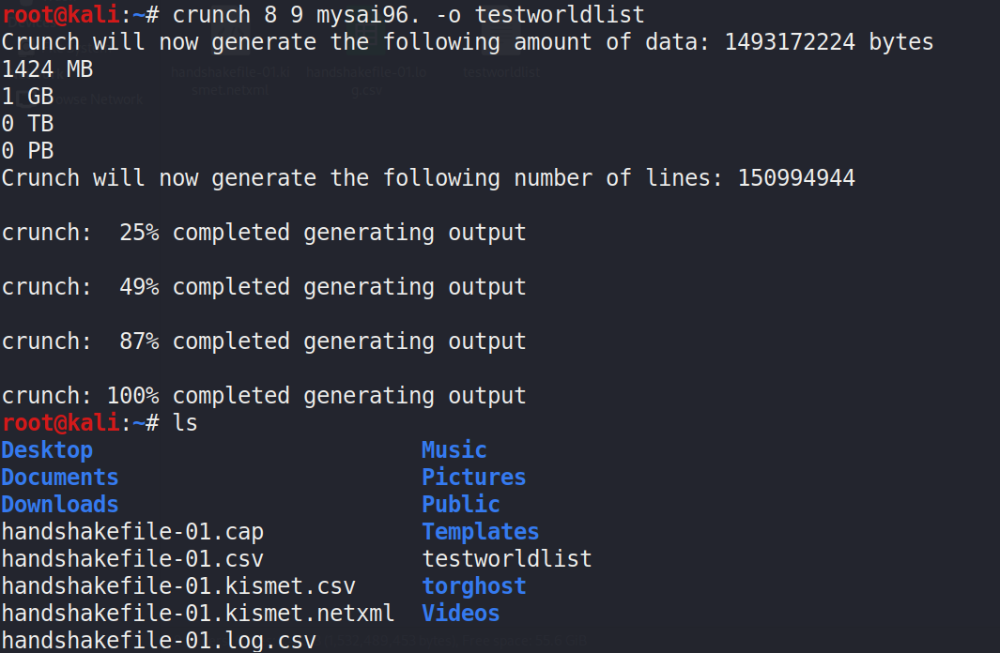 root@kali:~# crunch 8 9 mysai96. -o testworldlist
Crunch will now generate the following amount of data: 1493172224 bytes
1424 MB
1 GB
0 TB
0 PB
Crunch will now generate the following number of lines: 150994944
crunch:  25% completed generating output
crunch:  49% completed generating output
crunch:  87% completed generating output
crunch: 100% completed generating output
root@kali:~# ls
Desktop                         Music
Documents                       Pictures
Downloads                       Public
handshakefile-01.cap            Templates
handshakefile-01.csv            testworldlist
handshakefile-01.kismet.csv     torghost
handshakefile-01.kismet.netxml  Videos
handshakefile-01.log.csv